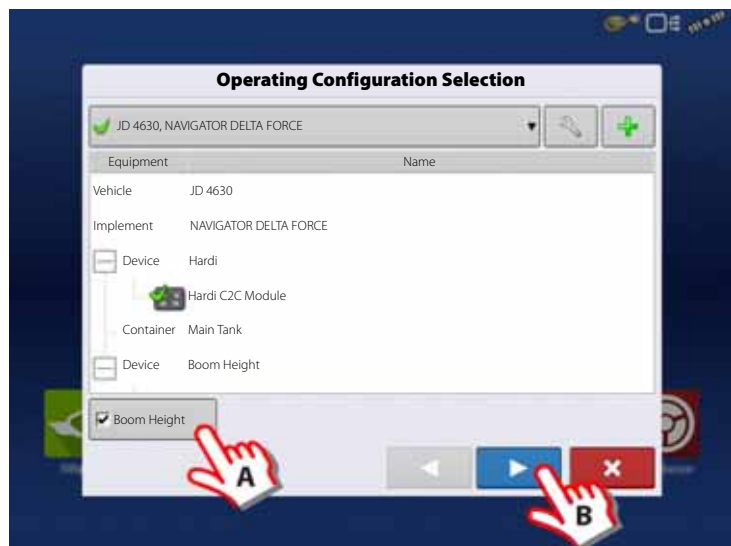 Operating Configuration Selection
JD 4630, NAVIGATOR DELTA FORCE
Equipment Name
Vehicle JD 4630
Implement NAVIGATOR DELTA FORCE
Device Hardi
Hardi C2C Module
Container Main Tank
Device Boom Height
Boom Height
A
B